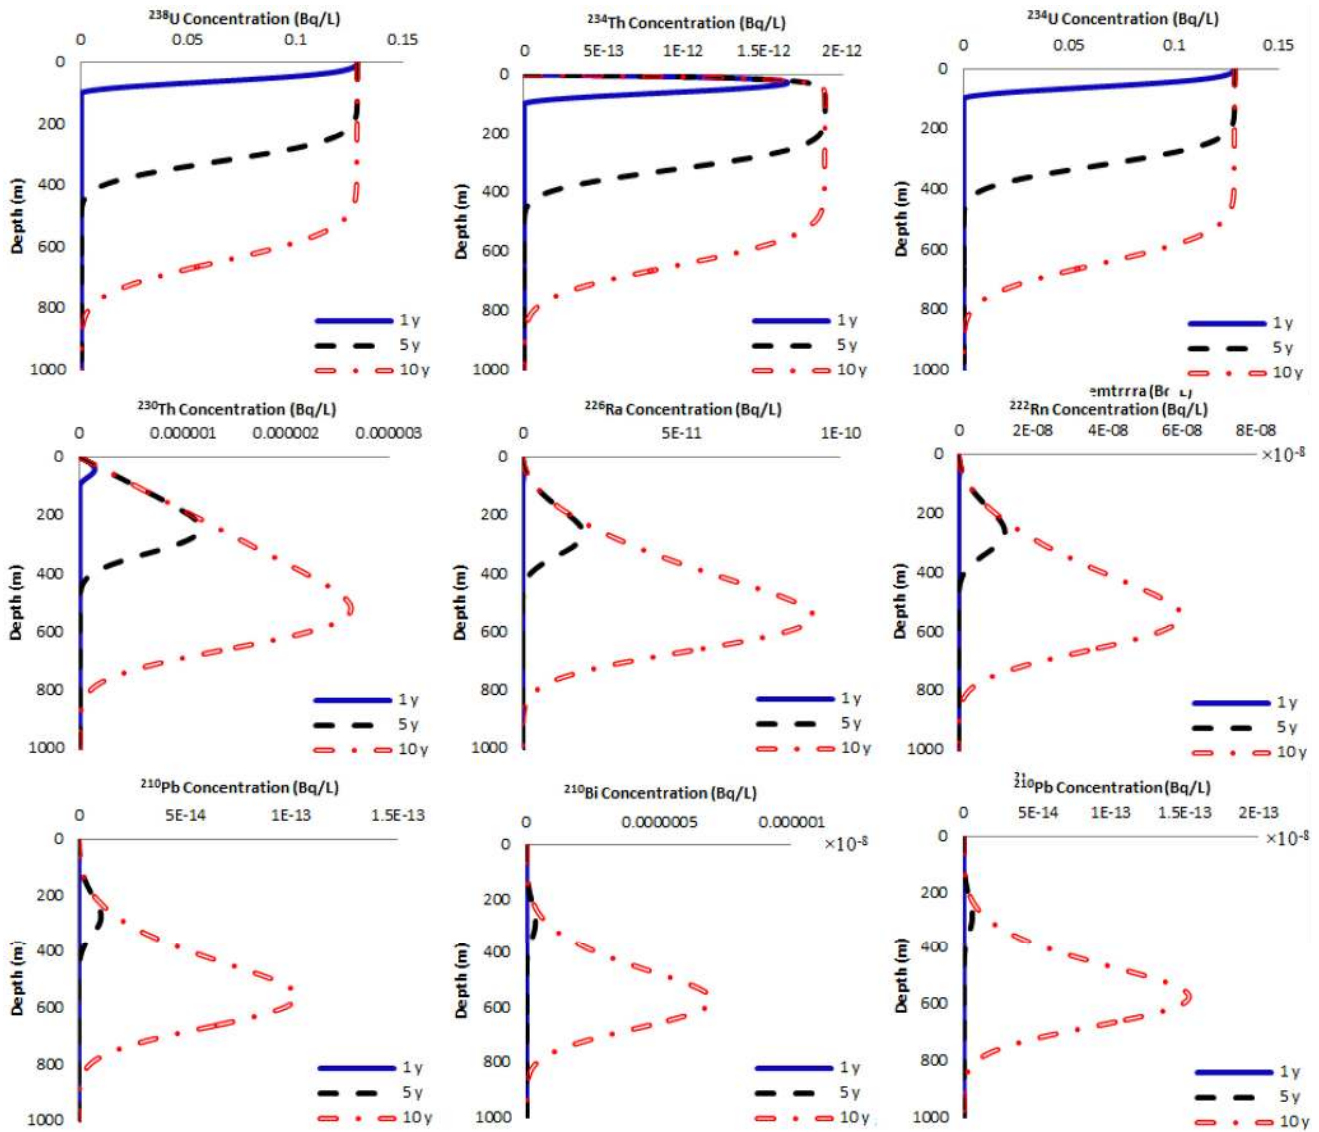 ²³⁸U Concentration (Bq/L)
0 0.05 0.1 0.15
0
200
400
600
800
1000
Depth (m)
1 y
5 y
10 y
²³⁴Th Concentration (Bq/L)
0 5E-13 1E-12 1.5E-12 2E-12
0
200
400
600
800
1000
Depth (m)
1 y
5 y
10 y
²³⁴U Concentration (Bq/L)
0 0.05 0.1 0.15
0
200
400
600
800
1000
Depth (m)
1 y
5 y
10 y
²³⁰Th Concentration (Bq/L)
0 0.000001 0.000002 0.000003
0
200
400
600
800
1000
Depth (m)
1 y
5 y
10 y
²²⁶Ra Concentration (Bq/L)
0 5E-11 1E-10
0
200
400
600
800
1000
Depth (m)
1 y
5 y
10 y
²²²Rn Concentration (Bq/L)
0 2E-08 4E-08 6E-08 8E-08
×10⁻⁸
0
200
400
600
800
1000
Depth (m)
1 y
5 y
10 y
²¹⁰Pb Concentration (Bq/L)
0 5E-14 1E-13 1.5E-13
0
200
400
600
800
1000
Depth (m)
1 y
5 y
10 y
²¹⁰Bi Concentration (Bq/L)
0 0.0000005 0.000001
×10⁻⁸
0
200
400
600
800
1000
Depth (m)
1 y
5 y
10 y
²¹⁰Pb Concentration (Bq/L)
0 5E-14 1E-13 1.5E-13 2E-13
×10⁻⁸
0
200
400
600
800
1000
Depth (m)
1 y
5 y
10 y